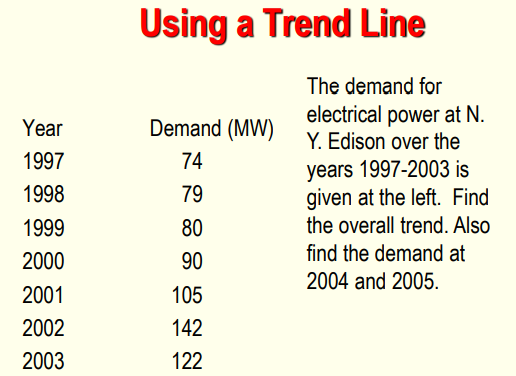 Using a Trend Line
Year Demand (MW)
1997 74
1998 79
1999 80
2000 90
2001 105
2002 142
2003 122
The demand for
electrical power at N.
Y. Edison over the
years 1997-2003 is
given at the left. Find
the overall trend. Also
find the demand at
2004 and 2005.